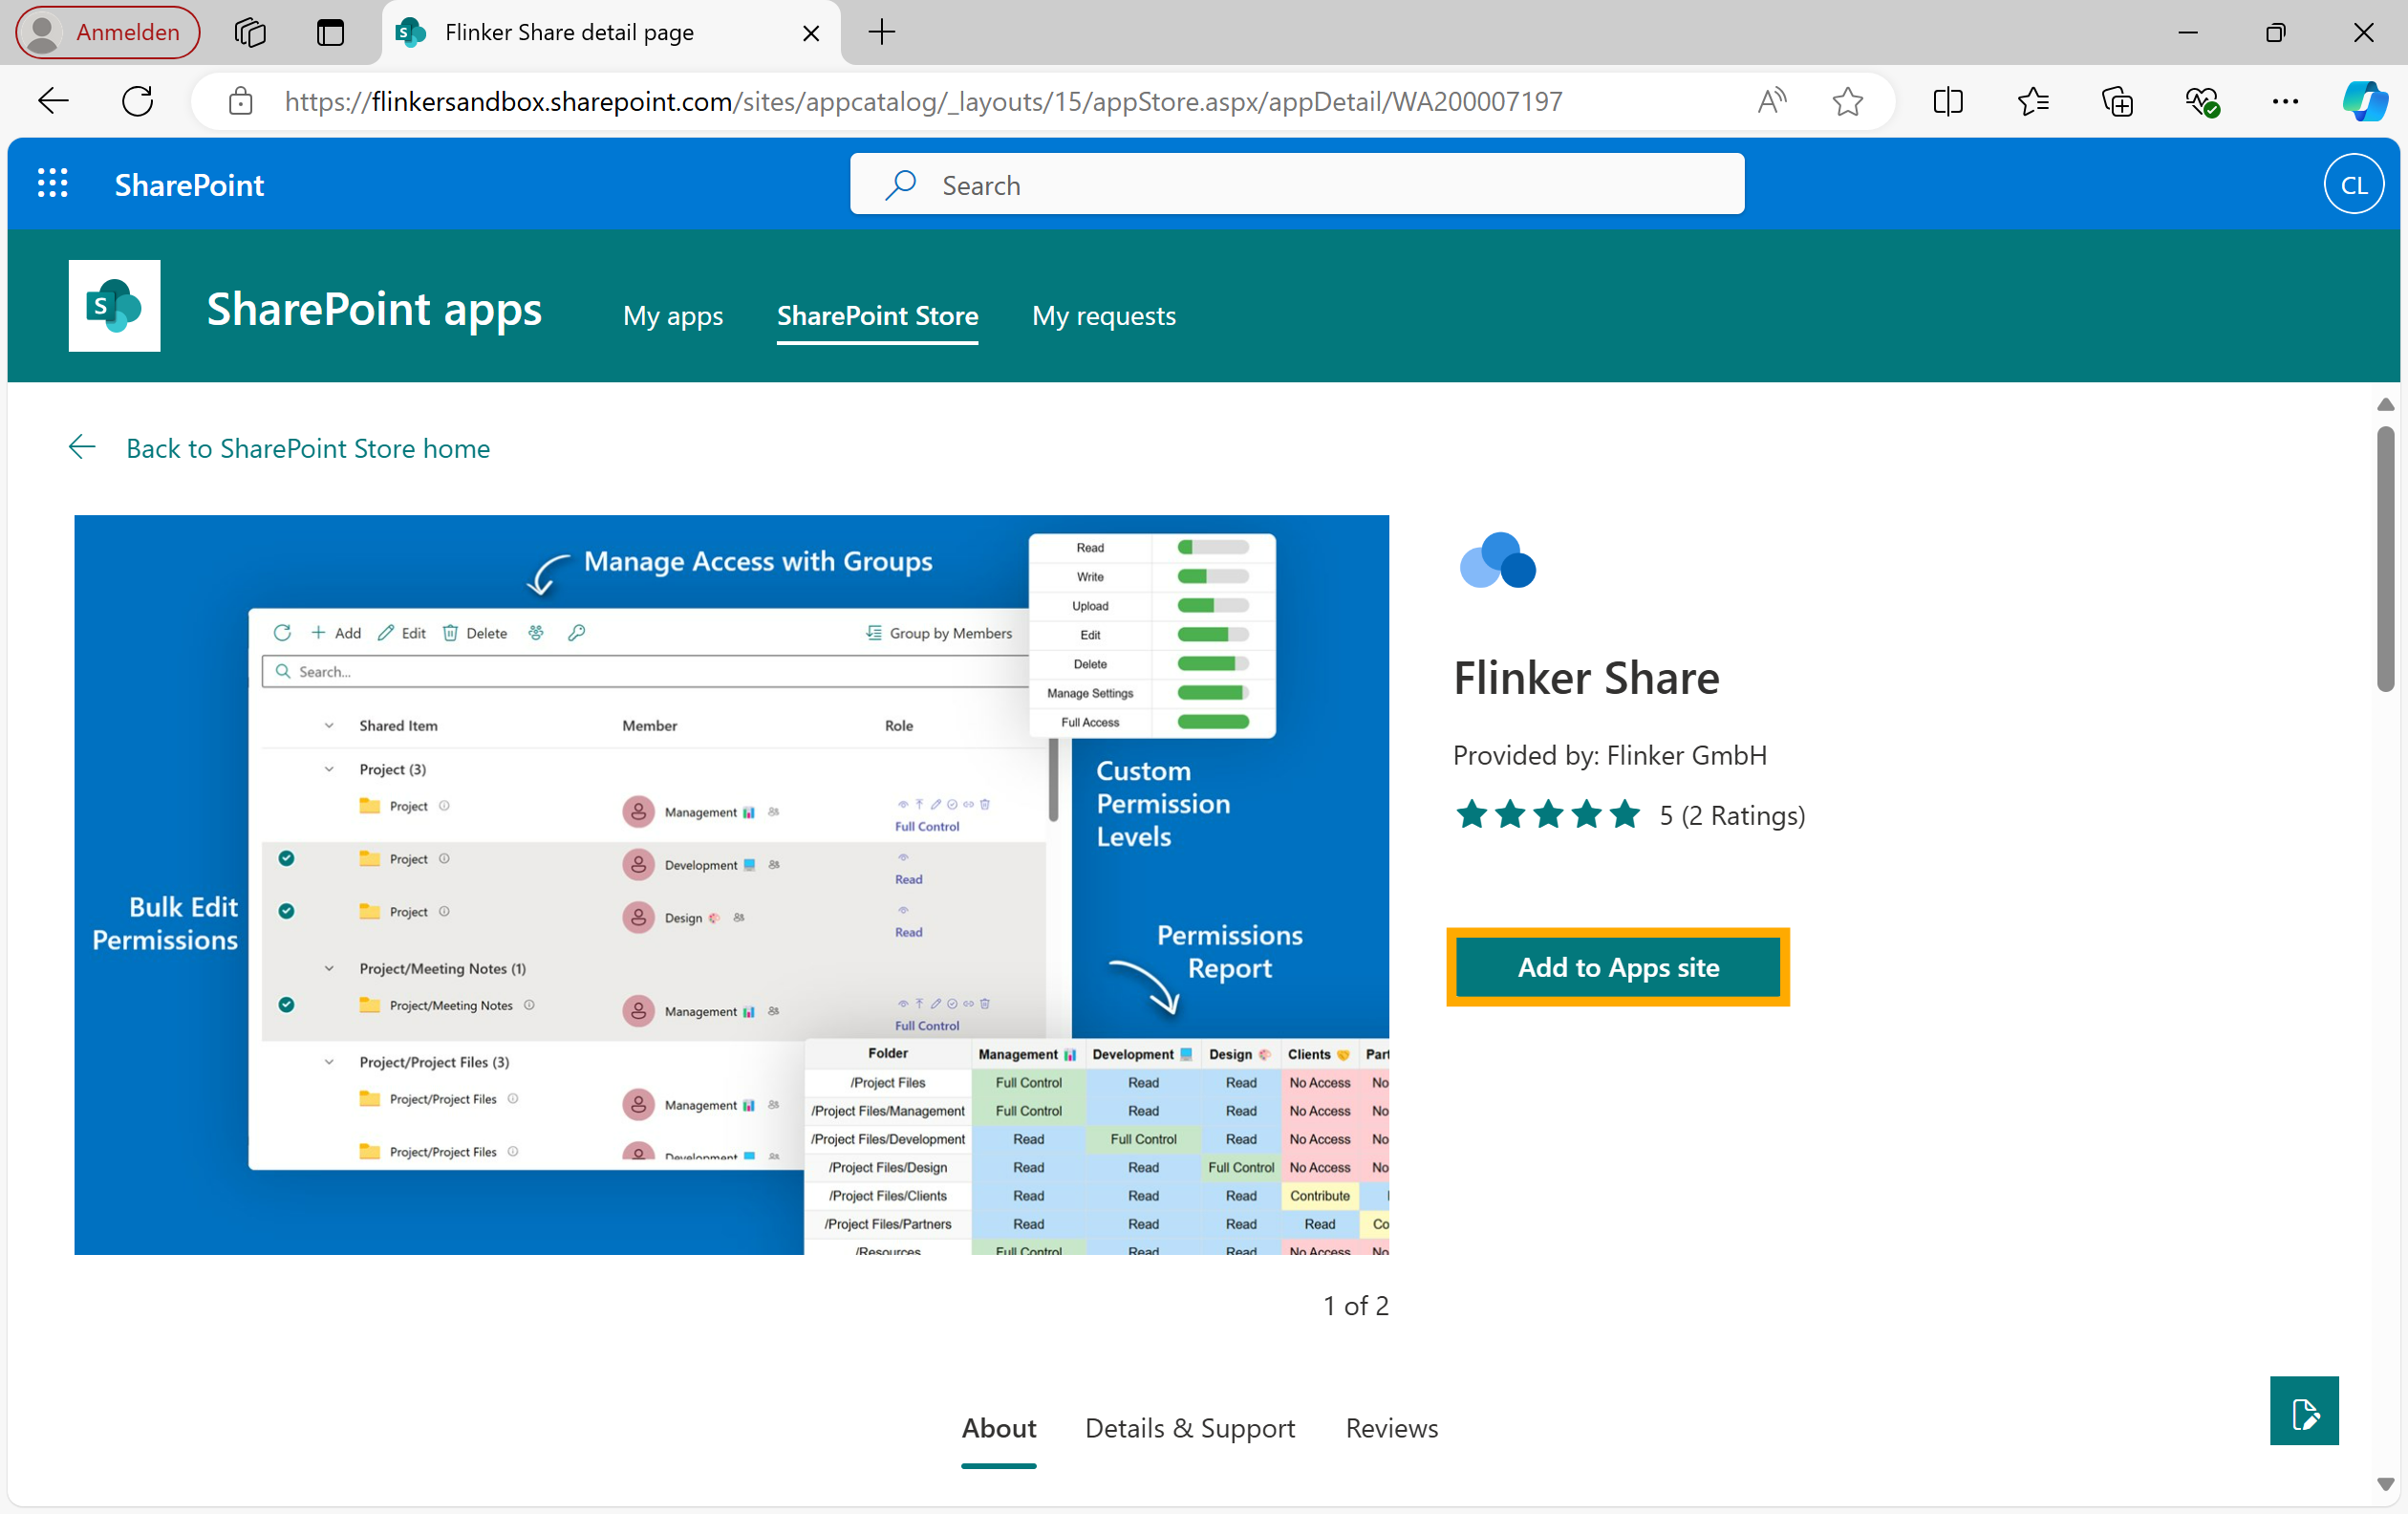 Anmelden
Flinker Share detail page
https://flinkersandbox.sharepoint.com/sites/appcatalog/_layouts/15/appStore.aspx/appDetail/WA200007197
SharePoint
Search
CL
S
SharePoint apps
My apps
SharePoint Store
My requests
Back to SharePoint Store home
Manage Access with Groups
Add
Edit
Delete
Group by Members
Search...
Shared Item
Member
Role
Project (3)
Project
Management
Full Control
Project
Development
Read
Project
Design
Read
Project/Meeting Notes (1)
Project/Meeting Notes
Management
Full Control
Project/Project Files (3)
Project/Project Files
Management
Project/Project Files
Development
Bulk Edit
Permissions
Read
Write
Upload
Edit
Delete
Manage Settings
Full Access
Custom
Permission
Levels
Permissions
Report
Folder Management Development Design Clients Part
/Project Files Full Control Read Read No Access No
/Project Files/Management Full Control Read Read No Access No
/Project Files/Development Read Full Control Read No Access No
/Project Files/Design Read Read Full Control No Access No
/Project Files/Clients Read Read Read Contribute
/Project Files/Partners Read Read Read Read Co
/Resources Full Control Read Read No Access No
1 of 2
Flinker Share
Provided by: Flinker GmbH
5 (2 Ratings)
Add to Apps site
About
Details & Support
Reviews